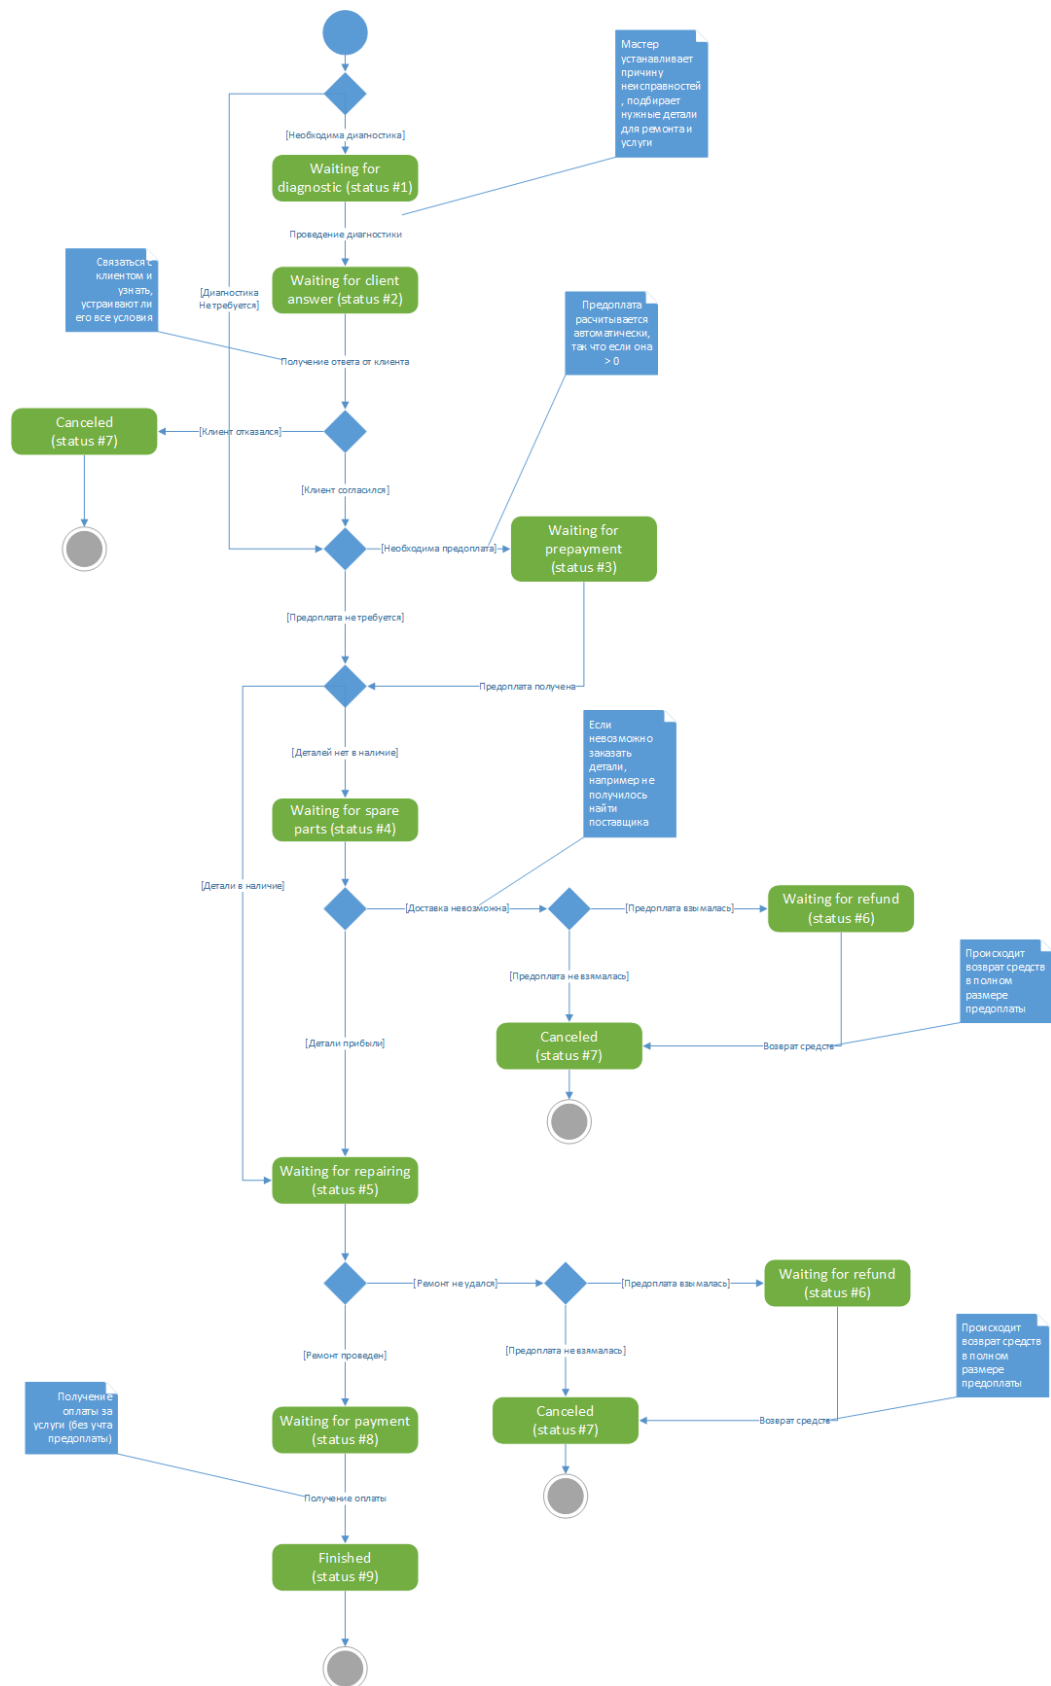 Мастер
устанавливает
причину
неисправностей
, подбирает
нужные детали
для ремонта и
услуги
[Необходима диагностика]
Waiting for
diagnostic (status #1)
Проведение диагностики
Связаться с
клиентом и
узнать,
устраивают ли
его все условия
[Диагностика
Не требуется]
Waiting for client
answer (status #2)
Предоплата
расчитывается
автоматически,
так что если она
> 0
Получение ответа от клиента
Canceled
(status #7)
[Клиент отказался]
[Клиент согласился]
[Необходима предоплата]
Waiting for
prepayment
(status #3)
[Предоплата не требуется]
Предоплата получена
Если
невозможно
заказать
детали,
например не
получилось
найти
поставщика
[Деталей нет в наличие]
Waiting for spare
parts (status #4)
[Детали в наличие]
[Доставка невозможна]
[Предоплата взымалась]
Waiting for refund
(status #6)
Происходит
возврат средств
в полном
размере
предоплаты
[Предоплата не взялмалась]
[Детали прибыли]
Canceled
(status #7)
Возврат средств
Waiting for repairing
(status #5)
[Ремонт не удался]
[Предоплата взымалась]
Waiting for refund
(status #6)
Происходит
возврат средств
в полном
размере
предоплаты
[Ремонт проведен]
[Предоплата не взялмалась]
Получение
оплаты за
услуги (без учта
предоплаты)
Waiting for payment
(status #8)
Canceled
(status #7)
Возврат средств
Получение оплаты
Finished
(status #9)